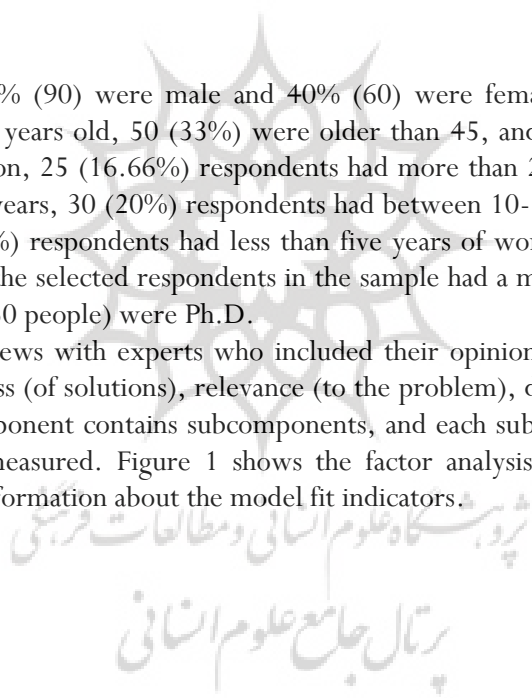 % (90) were male and 40% (60) were fema
years old, 50 (33%) were older than 45, and
on, 25 (16.66%) respondents had more than 2
years, 30 (20%) respondents had between 10-
%) respondents had less than five years of wor
he selected respondents in the sample had a m
0 people) were Ph.D.
ews with experts who included their opinion
ss (of solutions), relevance (to the problem), c
ponent contains subcomponents, and each sub
measured. Figure 1 shows the factor analysis
formation about the model fit indicators.
پژوهشگاه علوم انسانی و مطالعات فرهنگی
پرتال جامع علوم انسانی